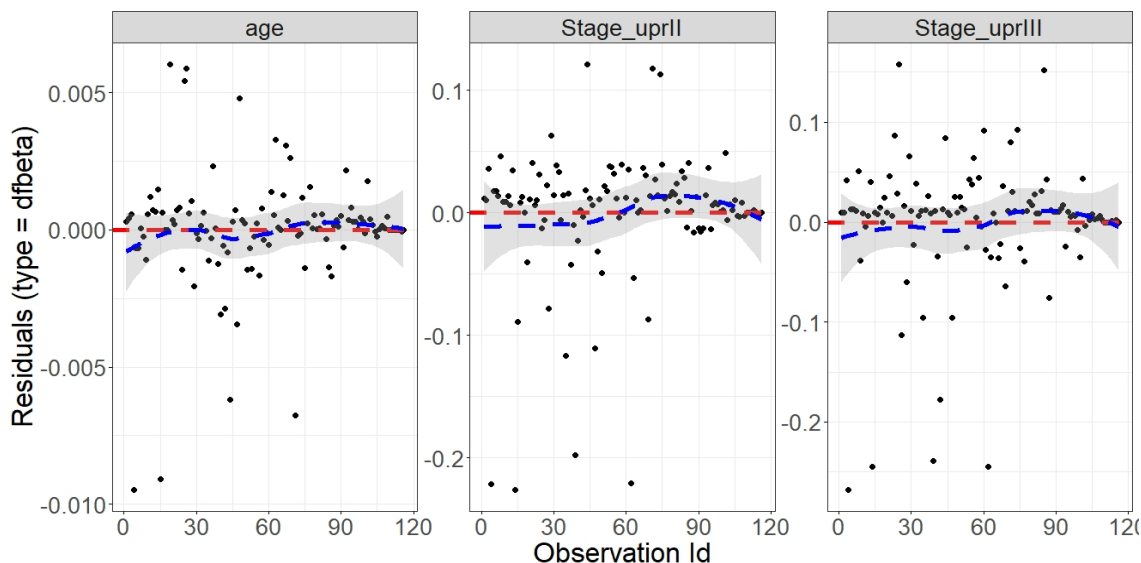 age
Stage_uprII
Stage_uprIII
Residuals (type = dfbeta)
0.005
0.000
-0.005
-0.010
0.1
0.0
-0.1
-0.2
0.1
0.0
-0.1
-0.2
0 30 60 90 120
0 30 60 90 120
0 30 60 90 120
Observation Id